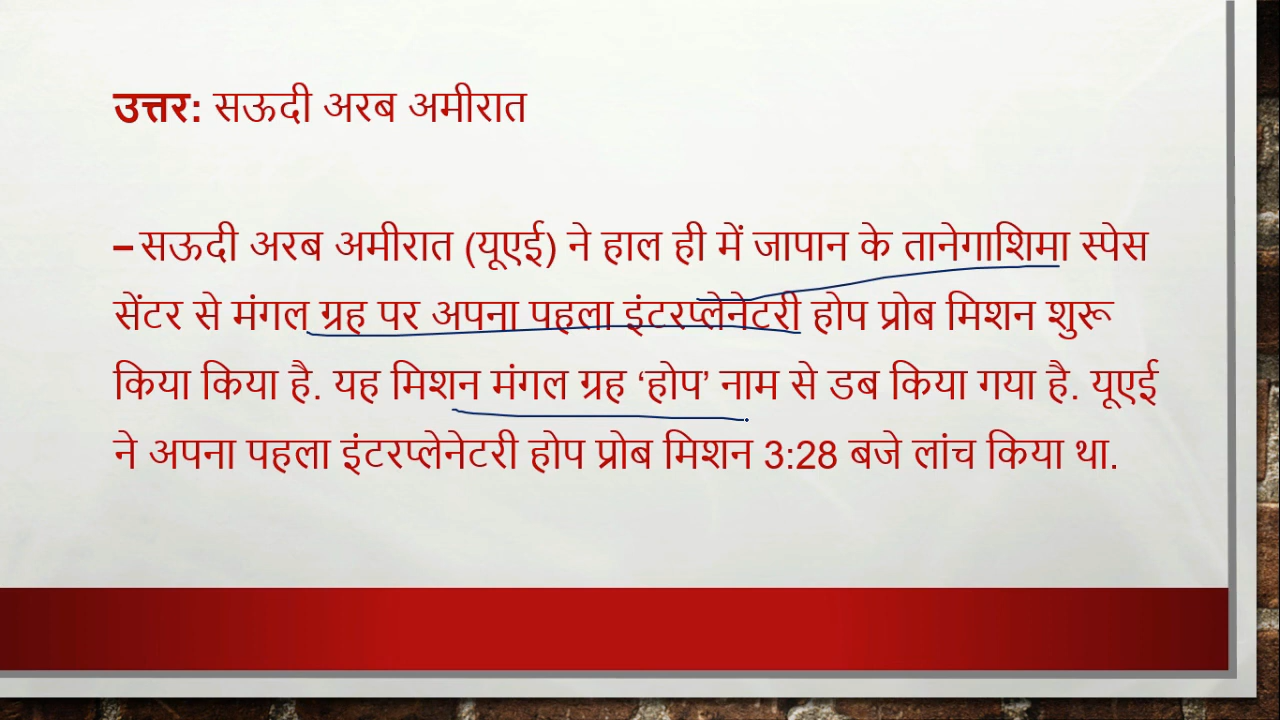 उत्तर: सऊदी अरब अमीरात
– सऊदी अरब अमीरात (यूएई) ने हाल ही में जापान के तानेगाशिमा स्पेस
सेंटर से मंगल ग्रह पर अपना पहला इंटरप्लेनेटरी होप प्रोब मिशन शुरू
किया किया है. यह मिशन मंगल ग्रह ‘होप’ नाम से डब किया गया है. यूएई
ने अपना पहला इंटरप्लेनेटरी होप प्रोब मिशन 3:28 बजे लांच किया था.